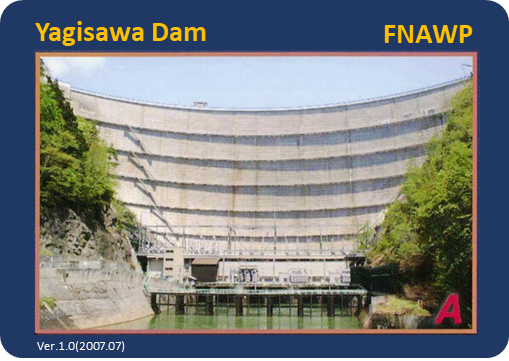 Yagisawa Dam
FNAWP
A
Ver.1.0(2007.07)